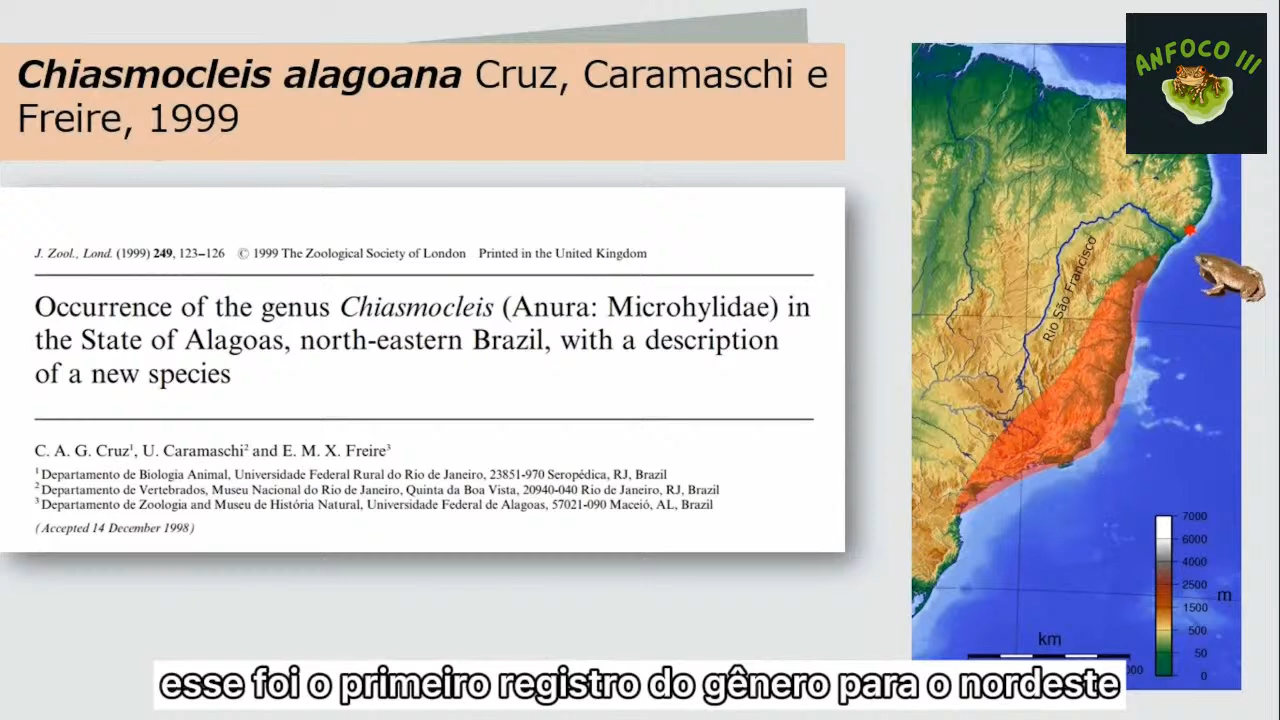 Chiasmocleis alagoana Cruz, Caramaschi e
Freire, 1999
ANFOCO III
J. Zool., Lond. (1999) 249, 123–126 © 1999 The Zoological Society of London Printed in the United Kingdom
Occurrence of the genus Chiasmocleis (Anura: Microhylidae) in
the State of Alagoas, north-eastern Brazil, with a description
of a new species
C. A. G. Cruz¹, U. Caramaschi² and E. M. X. Freire³
¹ Departamento de Biologia Animal, Universidade Federal Rural do Rio de Janeiro, 23851-970 Seropédica, RJ, Brazil
² Departamento de Vertebrados, Museu Nacional do Rio de Janeiro, Quinta da Boa Vista, 20940-040 Rio de Janeiro, RJ, Brazil
³ Departamento de Zoologia and Museu de História Natural, Universidade Federal de Alagoas, 57021-090 Maceió, AL, Brazil
(Accepted 14 December 1998)
Rio São Francisco
7000
6000
4000
2500
1500
500
50
0
m
km
esse foi o primeiro registro do gênero para o nordeste